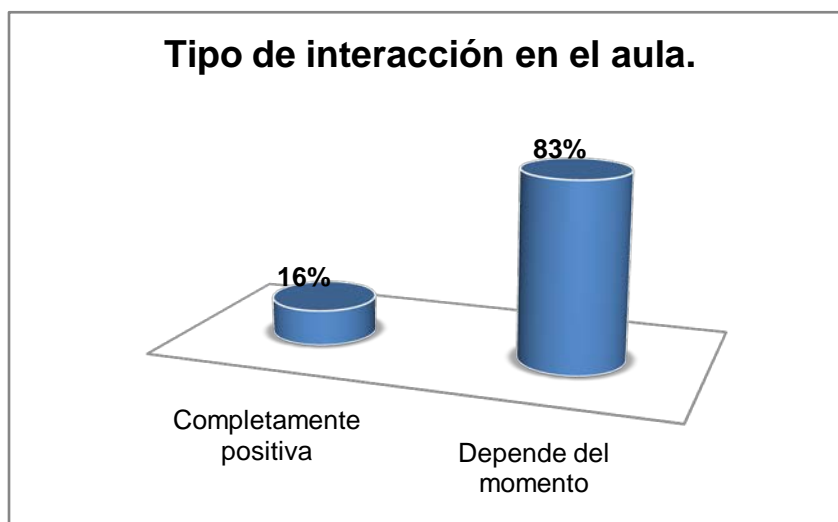 Tipo de interacción en el aula.
83%
16%
Completamente
positiva
Depende del
momento